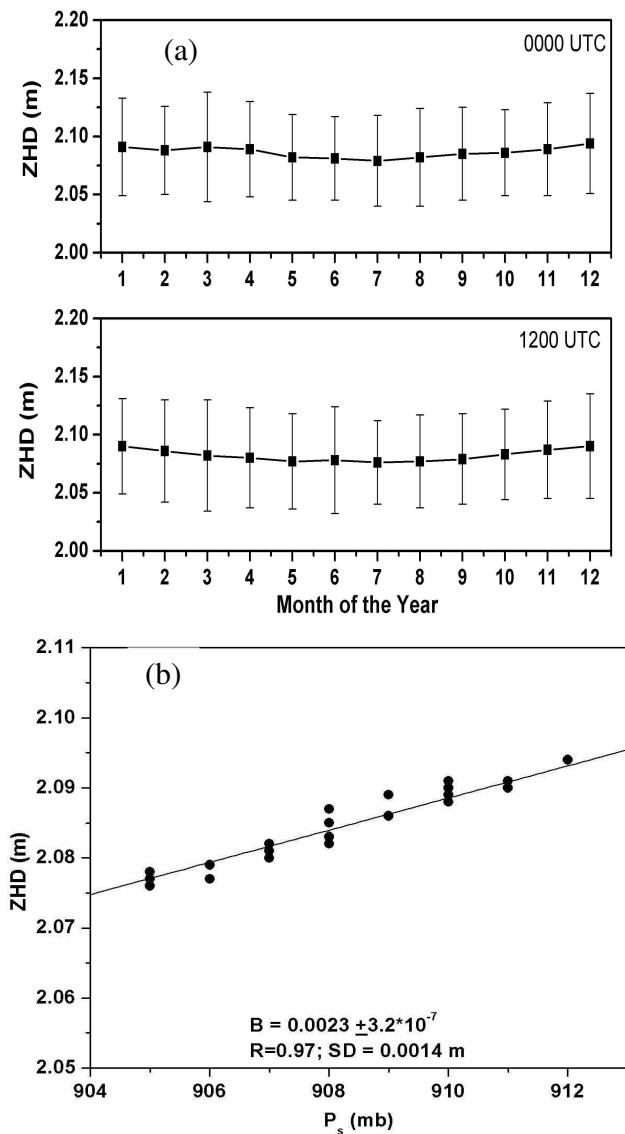 (a)
0000 UTC
ZHD (m)
2.20
2.15
2.10
2.05
2.00
1 2 3 4 5 6 7 8 9 10 11 12
1200 UTC
ZHD (m)
2.20
2.15
2.10
2.05
2.00
1 2 3 4 5 6 7 8 9 10 11 12
Month of the Year
(b)
ZHD (m)
2.11
2.10
2.09
2.08
2.07
2.06
2.05
B = 0.0023 ±3.2*10⁻⁷
R=0.97; SD = 0.0014 m
904 906 908 910 912
Pₛ (mb)